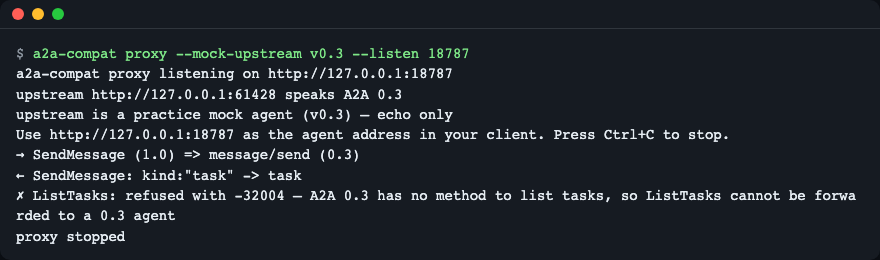 $ a2a-compat proxy --mock-upstream v0.3 --listen 18787
a2a-compat proxy listening on http://127.0.0.1:18787
upstream http://127.0.0.1:61428 speaks A2A 0.3
upstream is a practice mock agent (v0.3) — echo only
Use http://127.0.0.1:18787 as the agent address in your client. Press Ctrl+C to stop.
→ SendMessage (1.0) => message/send (0.3)
← SendMessage: kind:"task" -> task
✗ ListTasks: refused with -32004 — A2A 0.3 has no method to list tasks, so ListTasks cannot be forwa
rded to a 0.3 agent
proxy stopped